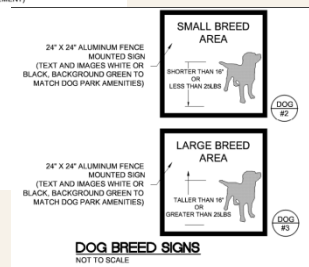 SMALL BREED
AREA
24" X 24" ALUMINUM FENCE
MOUNTED SIGN
(TEXT AND IMAGES WHITE OR
BLACK, BACKGROUND GREEN TO
MATCH DOG PARK AMENITIES)
SHORTER THAN 16"
OR
LESS THAN 25LBS
DOG
#2
LARGE BREED
AREA
24" X 24" ALUMINUM FENCE
MOUNTED SIGN
(TEXT AND IMAGES WHITE OR
BLACK, BACKGROUND GREEN TO
MATCH DOG PARK AMENITIES)
TALLER THAN 16"
OR
GREATER THAN 25LBS
DOG
#3
DOG BREED SIGNS
NOT TO SCALE